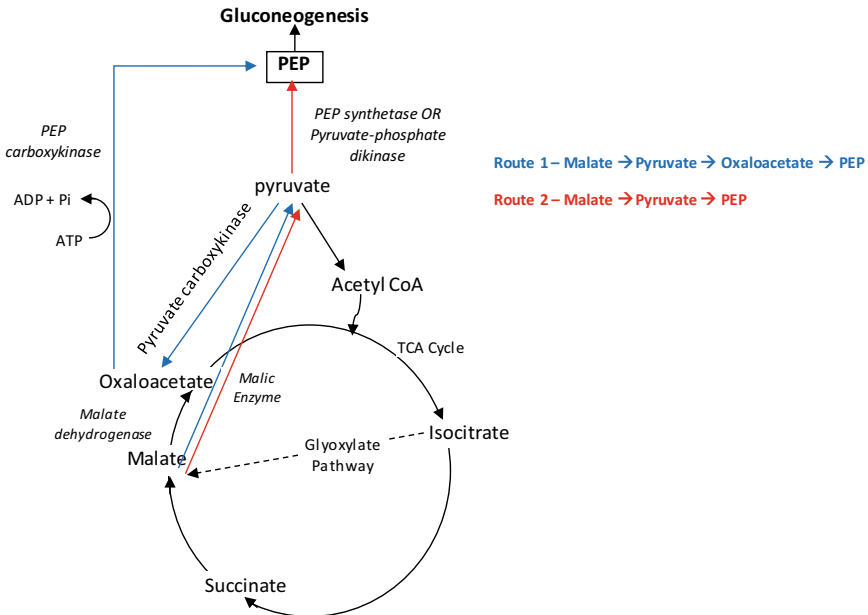 Gluconeogenesis
PEP
PEP
carboxykinase
PEP synthetase OR
Pyruvate-phosphate
dikinase
Route 1 – Malate →Pyruvate→ Oxaloacetate → PEP
Route 2 – Malate →Pyruvate→ PEP
pyruvate
ADP + Pi
ATP
Pyruvate carboxykinase
Acetyl CoA
TCA Cycle
Oxaloacetate
Malic
Enzyme
Malate
dehydrogenase
Isocitrate
Glyoxylate
Pathway
Malate
Succinate